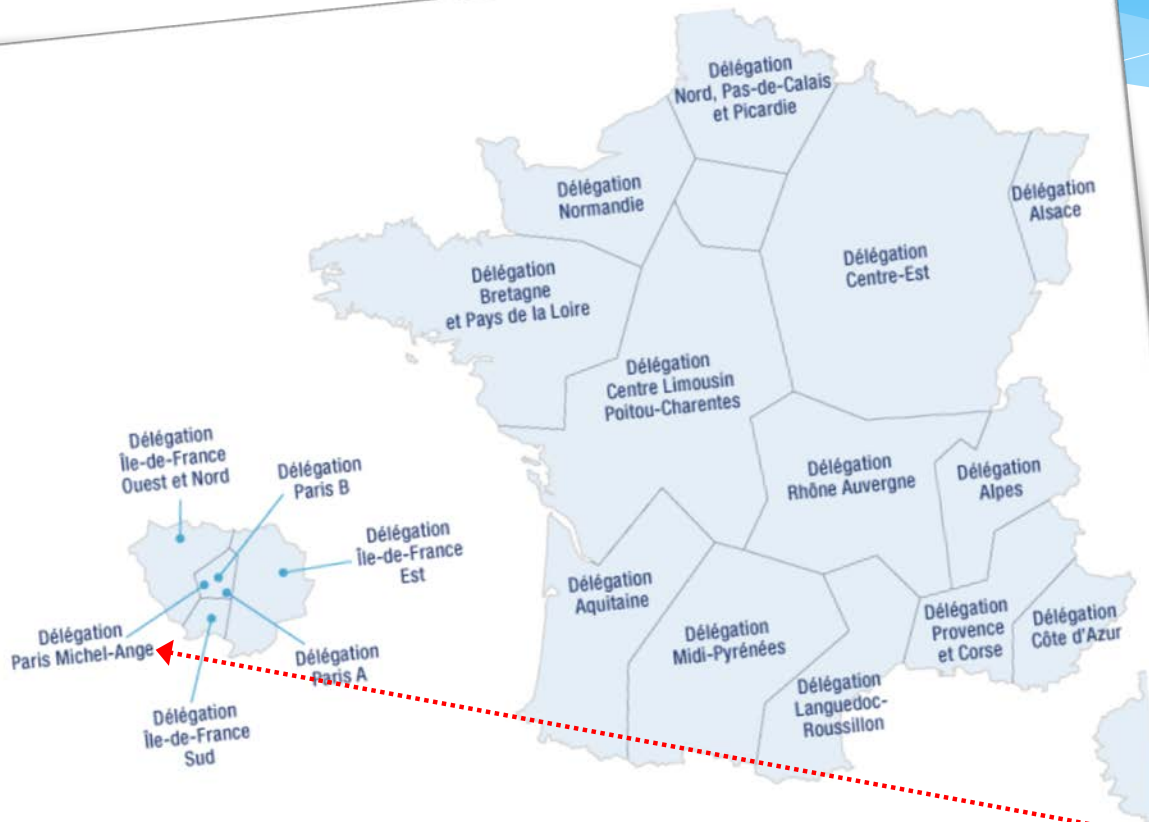 Délégation
Nord, Pas-de-Calais
et Picardie
Délégation
Normandie
Délégation
Alsace
Délégation
Centre-Est
Délégation
Bretagne
et Pays de la Loire
Délégation
Centre Limousin
Poitou-Charentes
Délégation
Île-de-France
Ouest et Nord
Délégation
Paris B
Délégation
Rhône Auvergne
Délégation
Alpes
Délégation
Île-de-France
Est
Délégation
Aquitaine
Délégation
Paris Michel-Ange
Délégation
Paris A
Délégation
Midi-Pyrénées
Délégation
Provence
et Corse
Délégation
Côte d'Azur
Délégation
Île-de-France
Sud
Délégation
Languedoc-
Roussillon